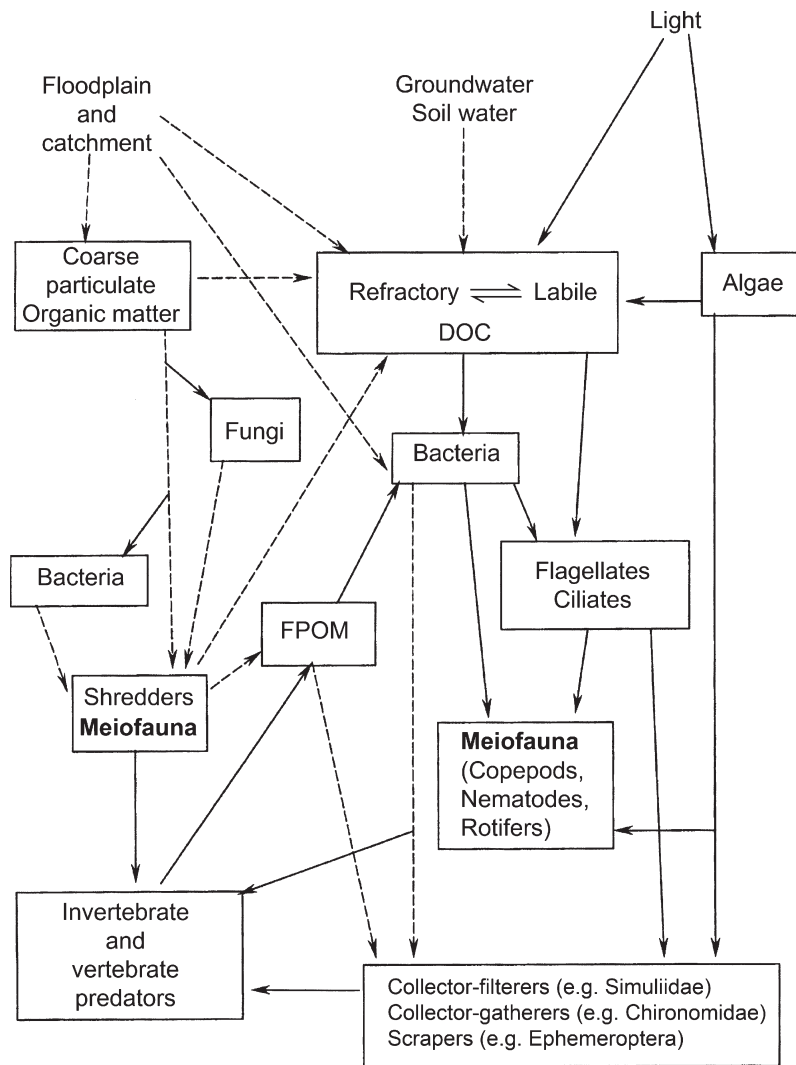 Light
Floodplain
and
catchment
Groundwater
Soil water
Coarse
particulate
Organic matter
Refractory
Labile
DOC
Algae
Fungi
Bacteria
Bacteria
Flagellates
Ciliates
FPOM
Shredders
Meiofauna
Meiofauna
(Copepods,
Nematodes,
Rotifers)
Invertebrate
and
vertebrate
predators
Collector-filterers (e.g. Simuliidae)
Collector-gatherers (e.g. Chironomidae)
Scrapers (e.g. Ephemeroptera)